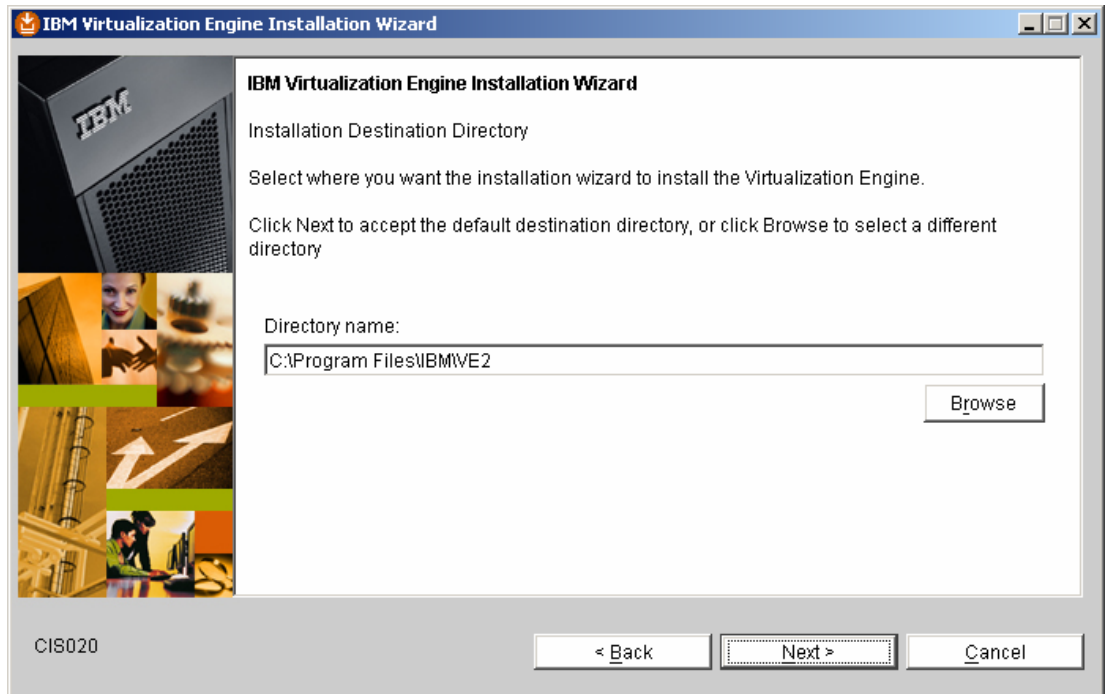 IBM Virtualization Engine Installation Wizard
IBM
IBM Virtualization Engine Installation Wizard
Installation Destination Directory
Select where you want the installation wizard to install the Virtualization Engine.
Click Next to accept the default destination directory, or click Browse to select a different
directory
Directory name:
C:\Program Files\IBM\VE2
Browse
CIS020
< Back
Next >
Cancel